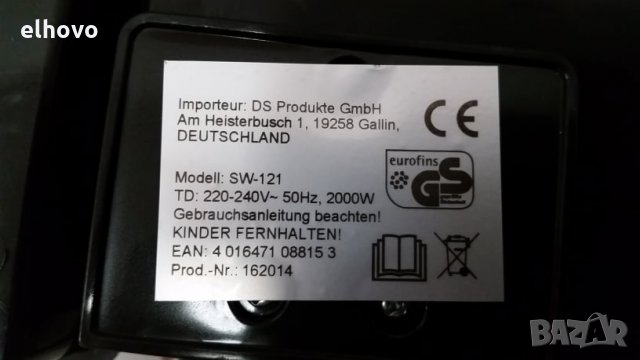 elhovo
Importeur: DS Produkte GmbH
Am Heisterbusch 1, 19258 Gallin,
DEUTSCHLAND
CE
eurofins
GS
Modell: SW-121
TD: 220-240V~ 50Hz, 2000W
Gebrauchsanleitung beachten!
KINDER FERNHALTEN!
EAN: 4 016471 08815 3
Prod.-Nr.: 162014
BAZAR